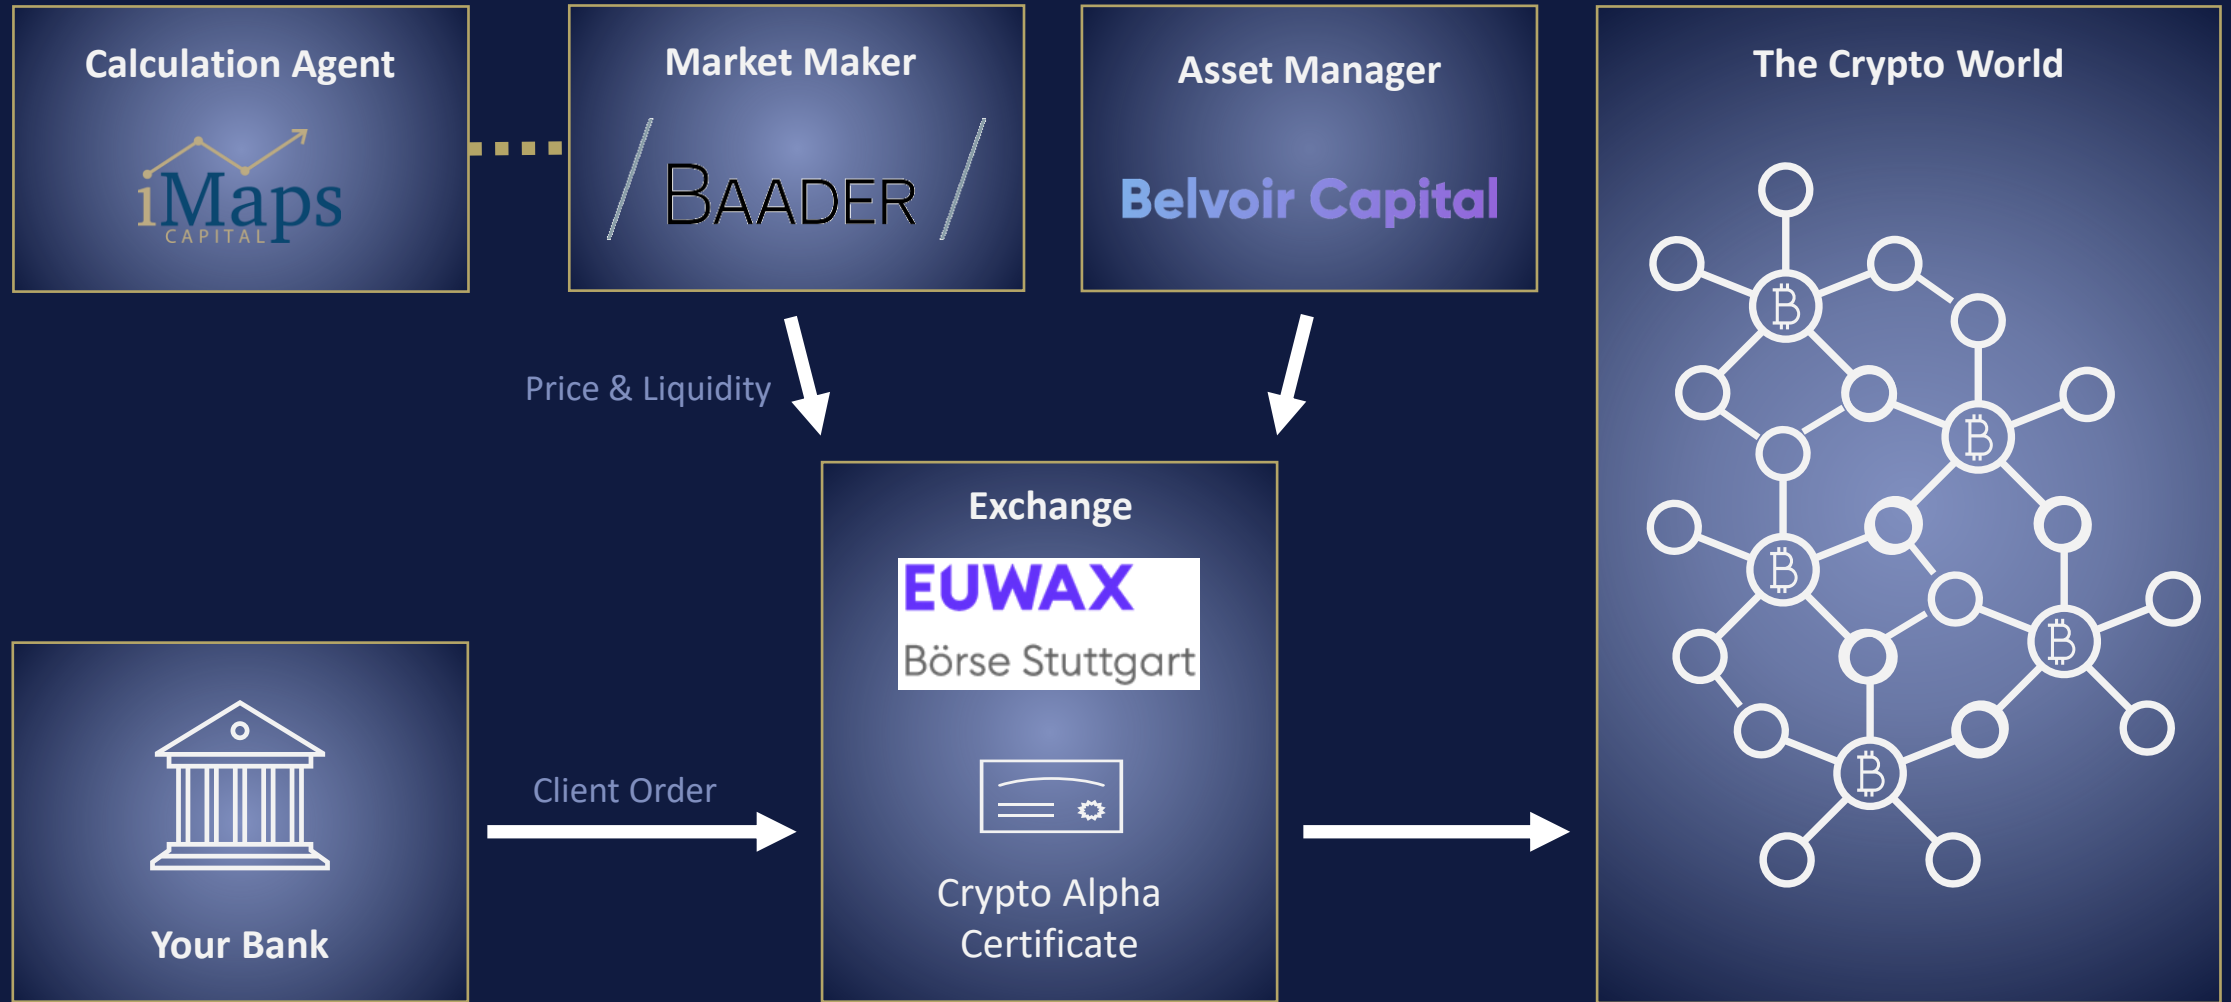 Calculation Agent
iMaps
CAPITAL
Market Maker
BAADER
Asset Manager
Belvoir Capital
The Crypto World
Price & Liquidity
Exchange
EUWAX
Börse Stuttgart
Crypto Alpha
Certificate
Client Order
Your Bank